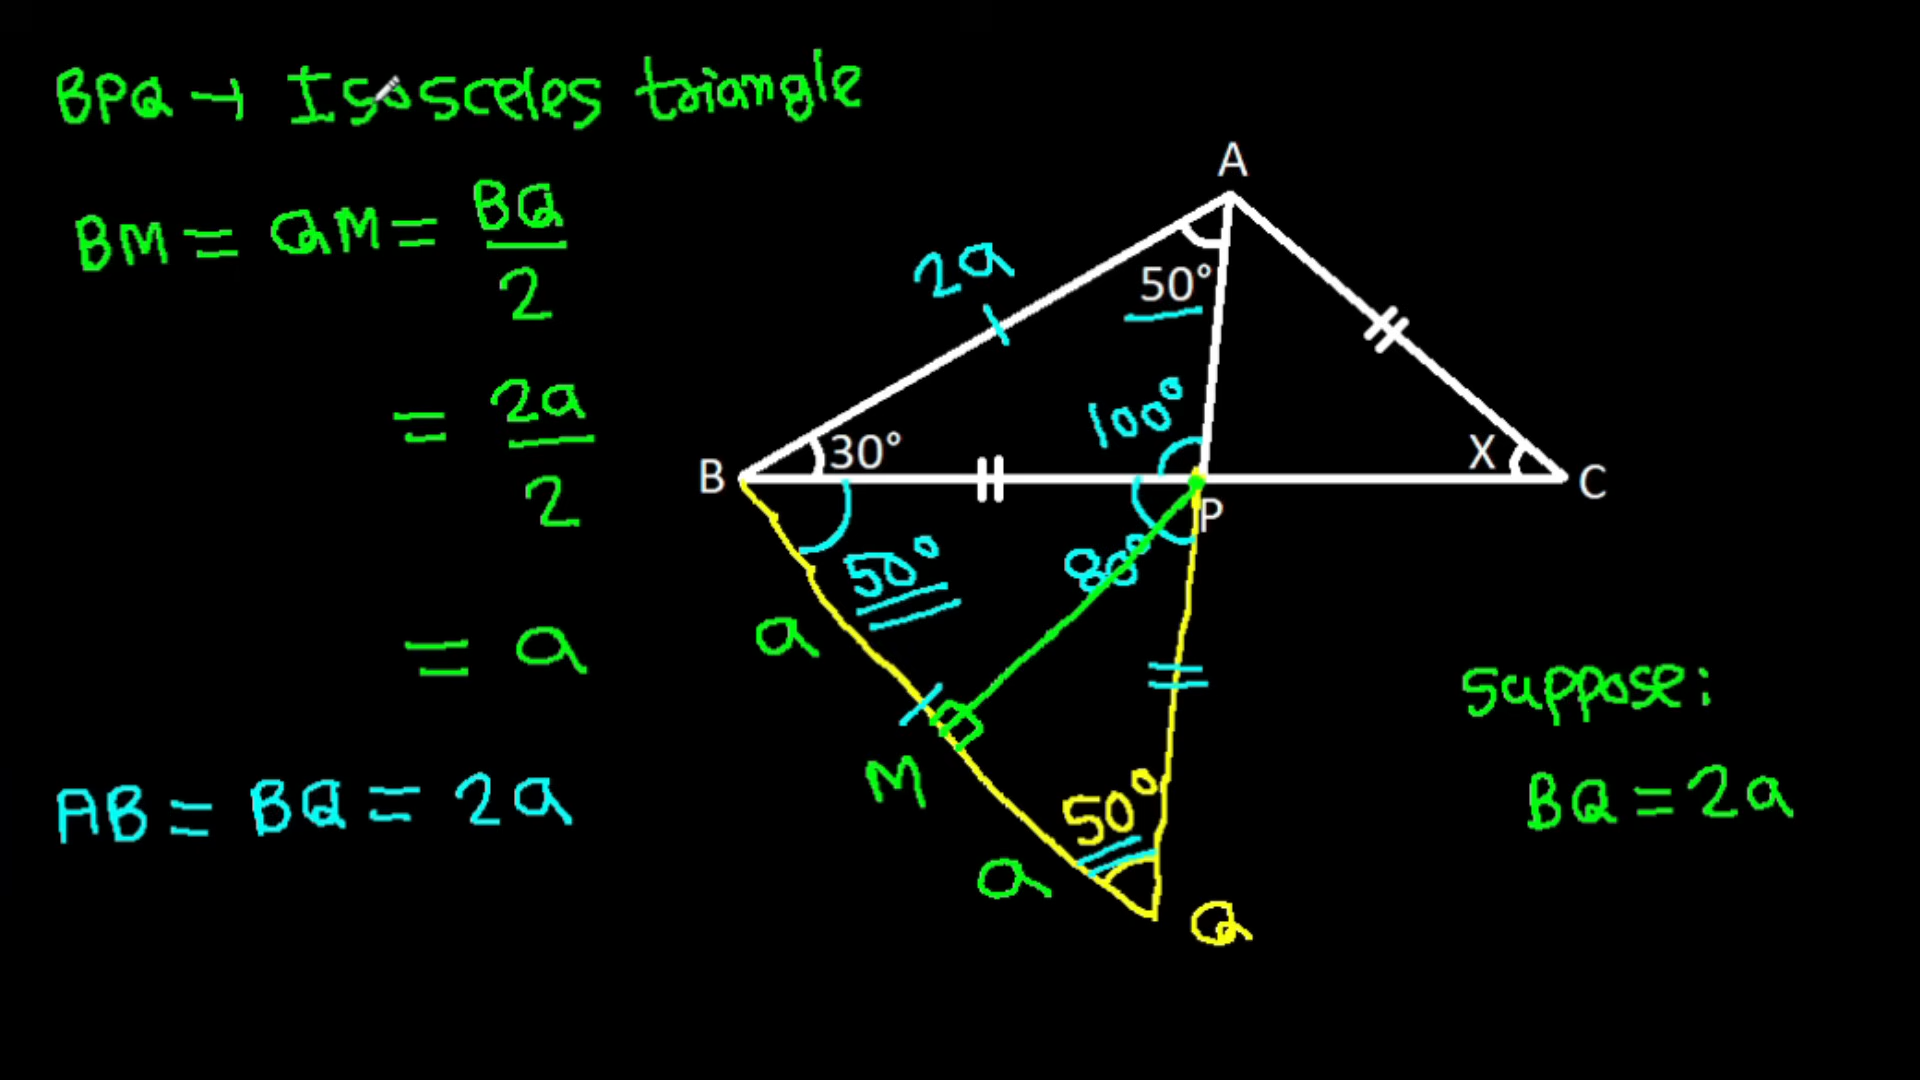 BPQ → Isosceles triangle
BM = QM = BQ/2
= 2a/2
= a
AB = BQ = 2a
A
2a
50°
100°
30°
X
B
C
P
50°
80°
a
M
50°
a
Q
suppose:
BQ = 2a